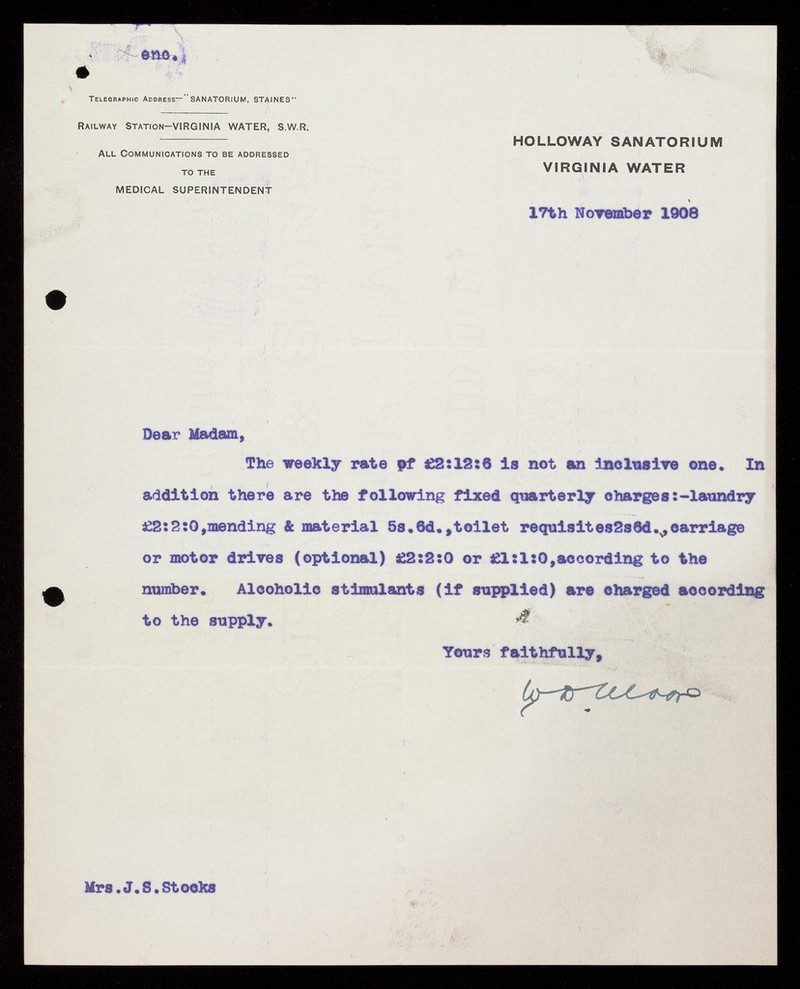 enc.
TELEGRAPHIC ADDRESS—"SANATORIUM, STAINES"
RAILWAY STATION—VIRGINIA WATER, S.W.R.
ALL COMMUNICATIONS TO BE ADDRESSED
TO THE
MEDICAL SUPERINTENDENT
HOLLOWAY SANATORIUM
VIRGINIA WATER
17th November 1908
Dear Madam,
The weekly rate of £2:12:6 is not an inclusive one. In
addition there are the following fixed quarterly charges:-laundry
£2:2:0,mending & material 5s.6d.,toilet requisites2s6d.,carriage
or motor drives (optional) £2:2:0 or £1:1:0,according to the
number. Alcoholic stimulants (if supplied) are charged according
to the supply.
Yours faithfully,
W D. Moore
Mrs.J.S.Stocks